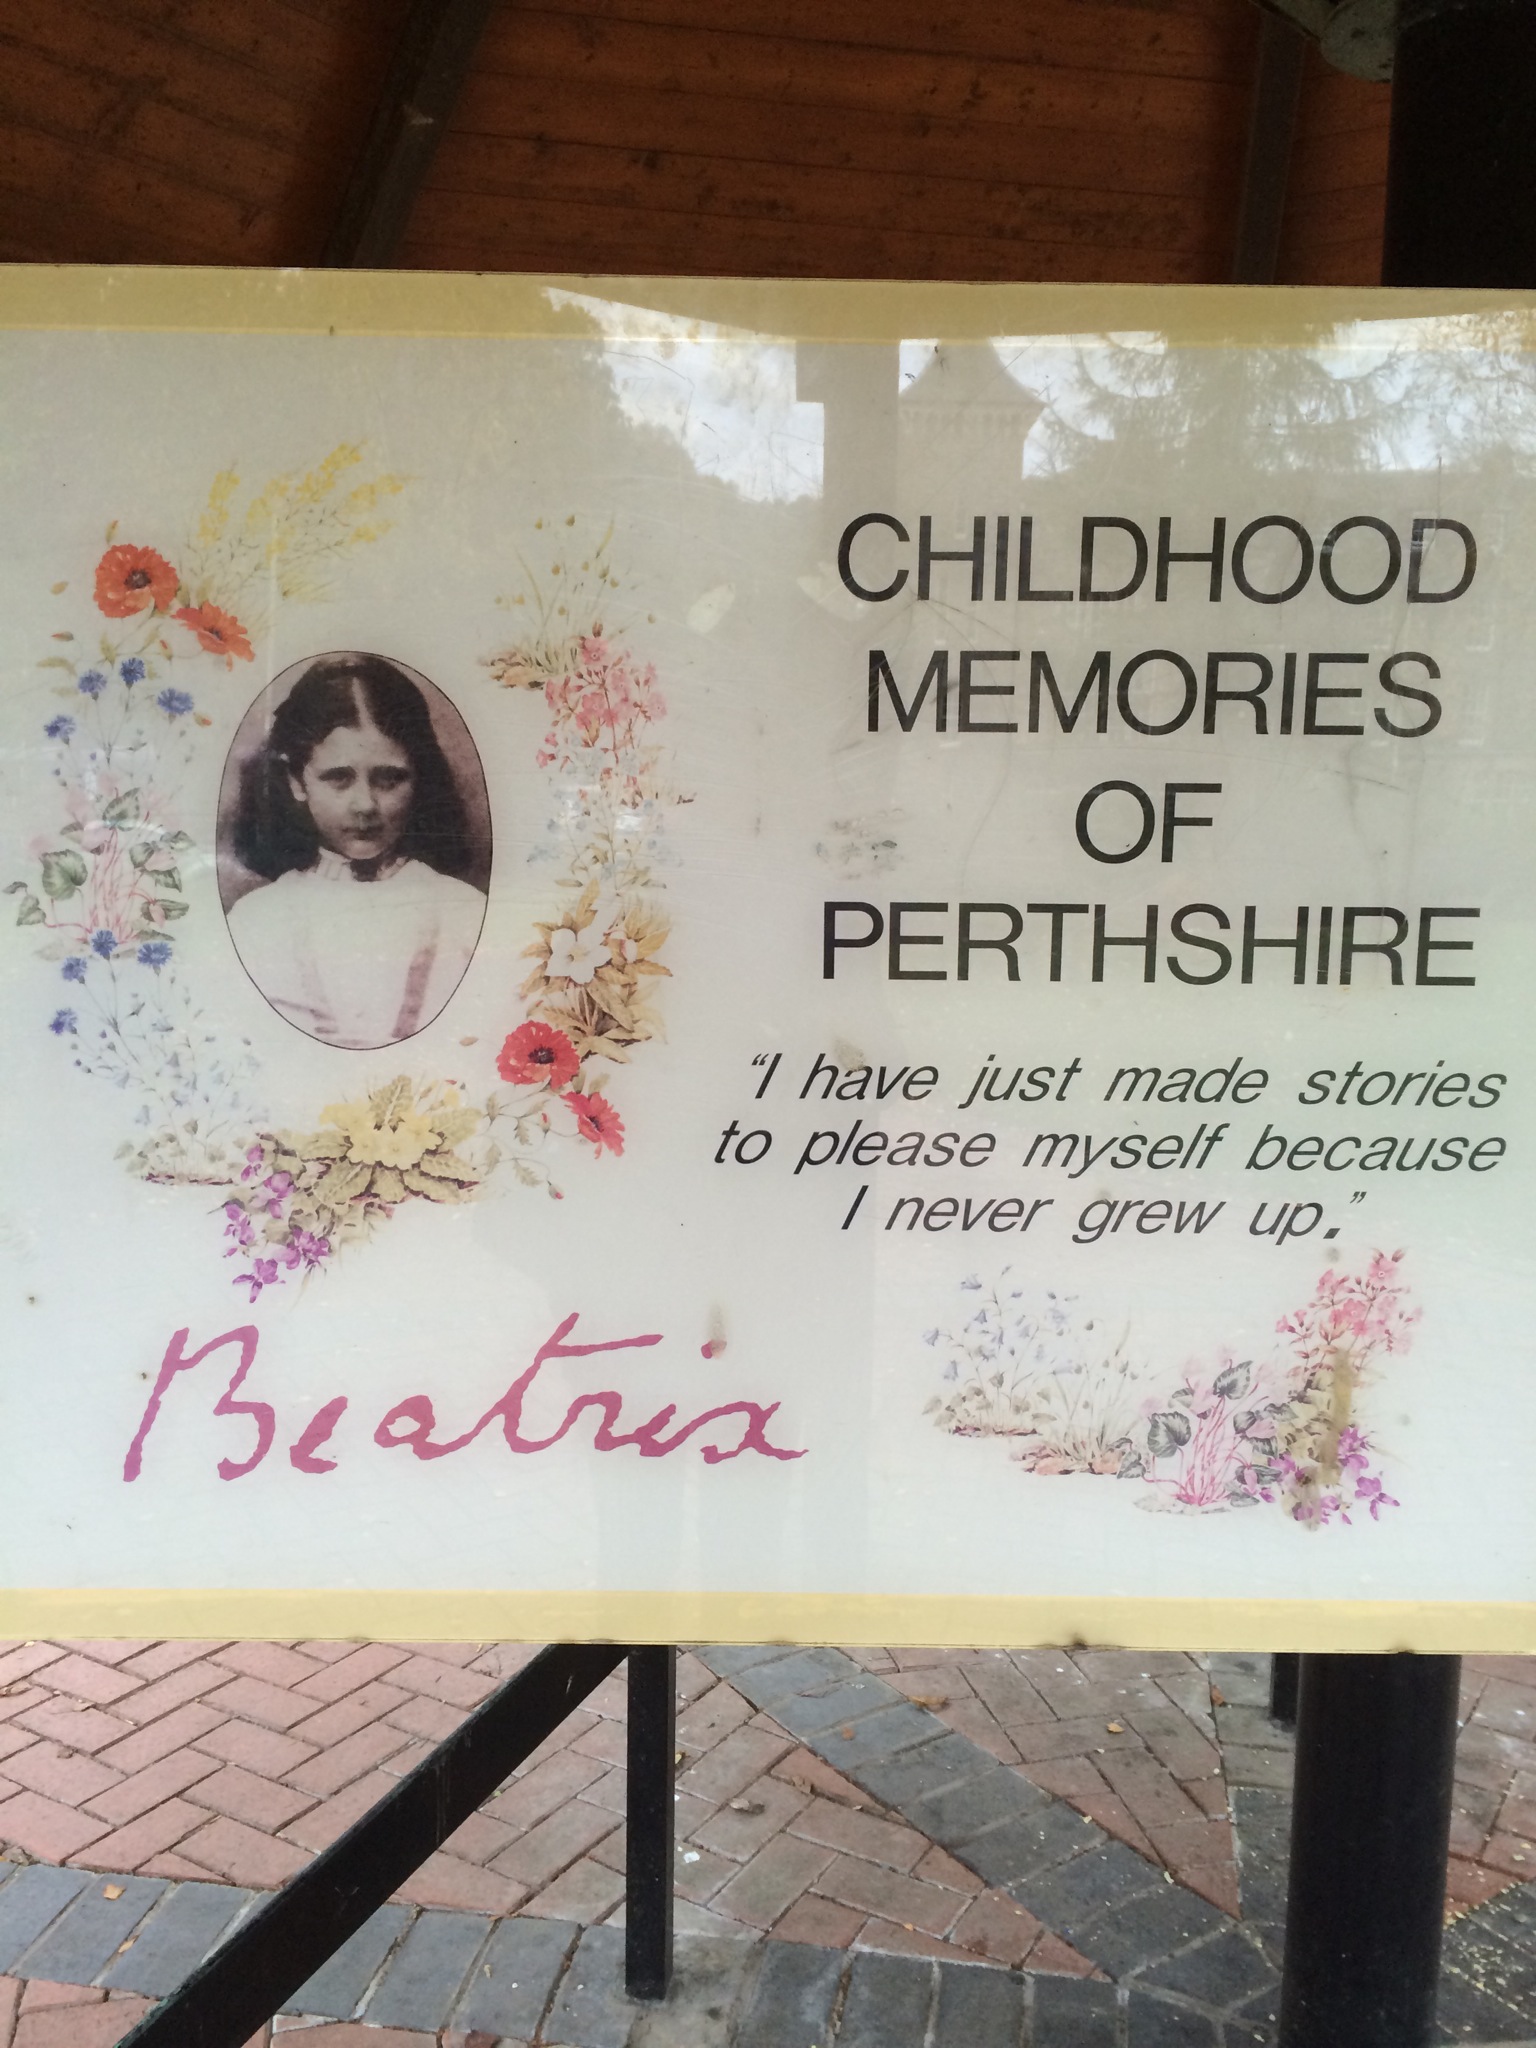 CHILDHOOD
MEMORIES
OF
PERTHSHIRE
“I have just made stories
to please myself because
I never grew up.”
Beatrix